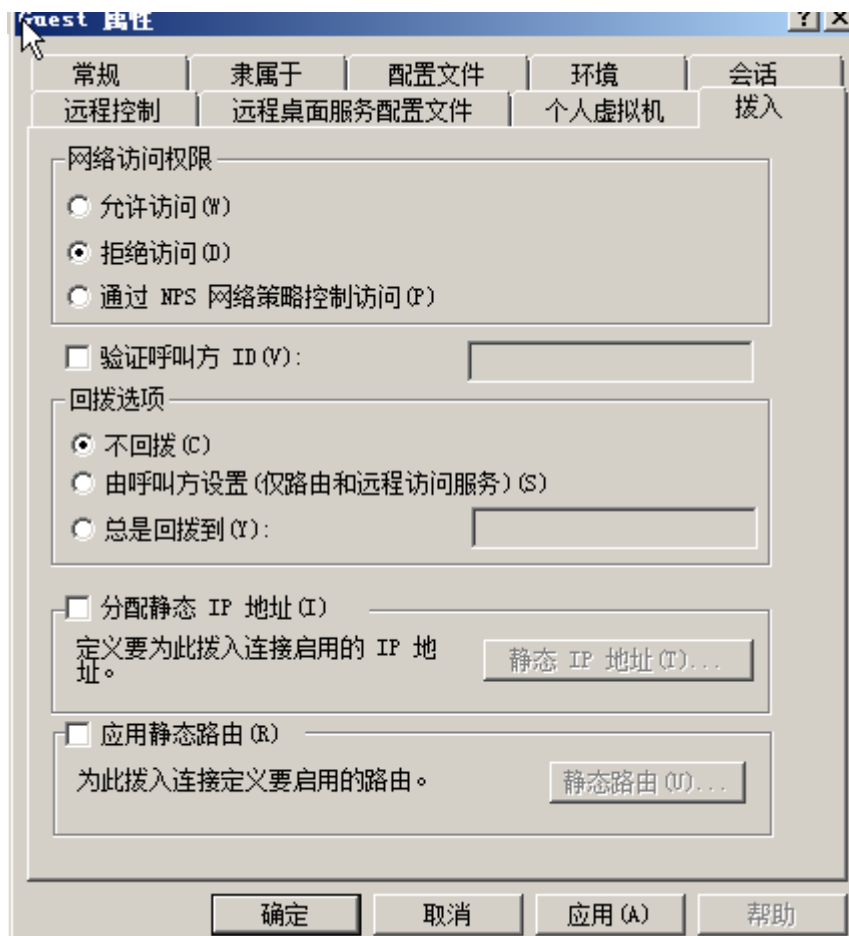 Guest 属性
常规 隶属于 配置文件 环境 会话
远程控制 远程桌面服务配置文件 个人虚拟机 拨入
网络访问权限
允许访问(W)
拒绝访问(D)
通过 NPS 网络策略控制访问(P)
验证呼叫方 ID(V):
回拨选项
不回拨(C)
由呼叫方设置(仅路由和远程访问服务)(S)
总是回拨到(Y):
分配静态 IP 地址(I)
定义要为此拨入连接启用的 IP 地
址。
静态 IP 地址(T)...
应用静态路由(R)
为此拨入连接定义要启用的路由。
静态路由(U)...
确定 取消 应用(A) 帮助